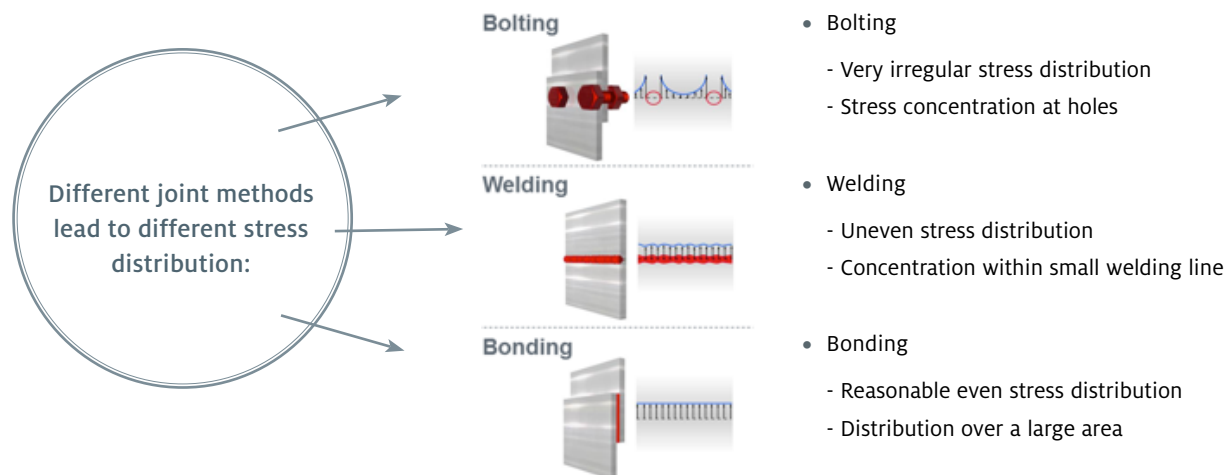 Different joint methods
lead to different stress
distribution:
Bolting
Welding
Bonding
• Bolting
- Very irregular stress distribution
- Stress concentration at holes
• Welding
- Uneven stress distribution
- Concentration within small welding line
• Bonding
- Reasonable even stress distribution
- Distribution over a large area